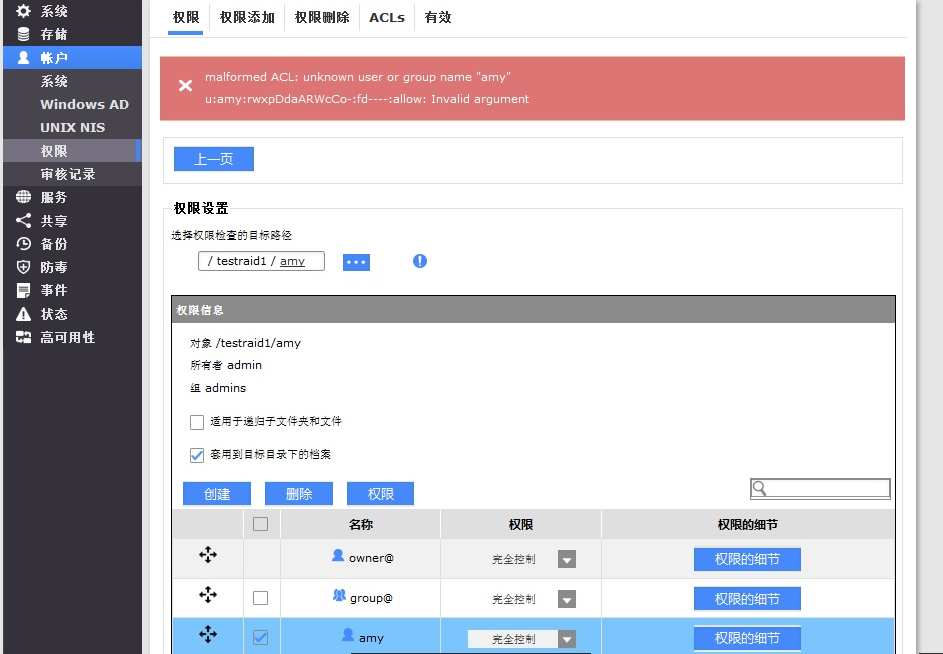 系统
存储
帐户
系统
Windows AD
UNIX NIS
权限
审核记录
服务
共享
备份
防毒
事件
状态
高可用性
权限 权限添加 权限删除 ACLs 有效
malformed ACL: unknown user or group name "amy"
u:amy:rwxpDdaARWcCo-:fd----:allow: Invalid argument
上一页
权限设置
选择权限检查的目标路径
/ testraid1 / amy
权限信息
对象 /testraid1/amy
所有者 admin
组 admins
适用于递归子文件夹和文件
套用到目标目录下的档案
创建 删除 权限
名称 权限 权限的细节
owner@ 完全控制 权限的细节
group@ 完全控制 权限的细节
amy 完全控制 权限的细节